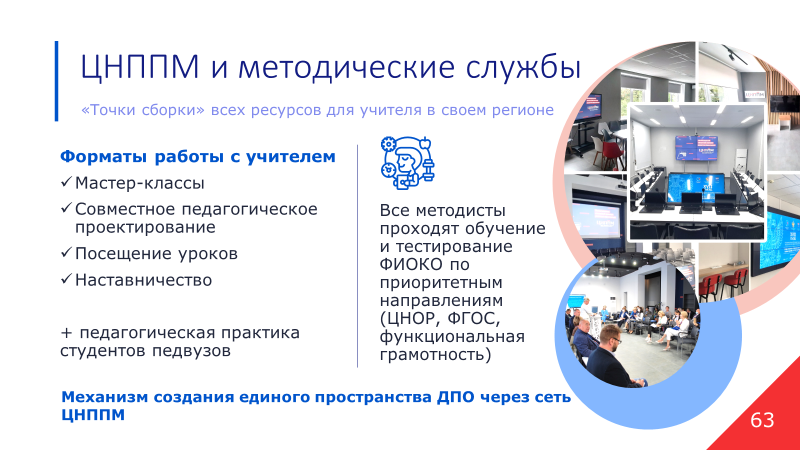 ЦНППМ и методические службы
«Точки сборки» всех ресурсов для учителя в своем регионе
Форматы работы с учителем
✓Мастер-классы
✓Совместное педагогическое
проектирование
✓Посещение уроков
✓Наставничество
+ педагогическая практика
студентов педвузов
Все методисты
проходят обучение
и тестирование
ФИОКО по
приоритетным
направлениям
(ЦНОР, ФГОС,
функциональная
грамотность)
Механизм создания единого пространства ДПО через сеть
ЦНППМ
63